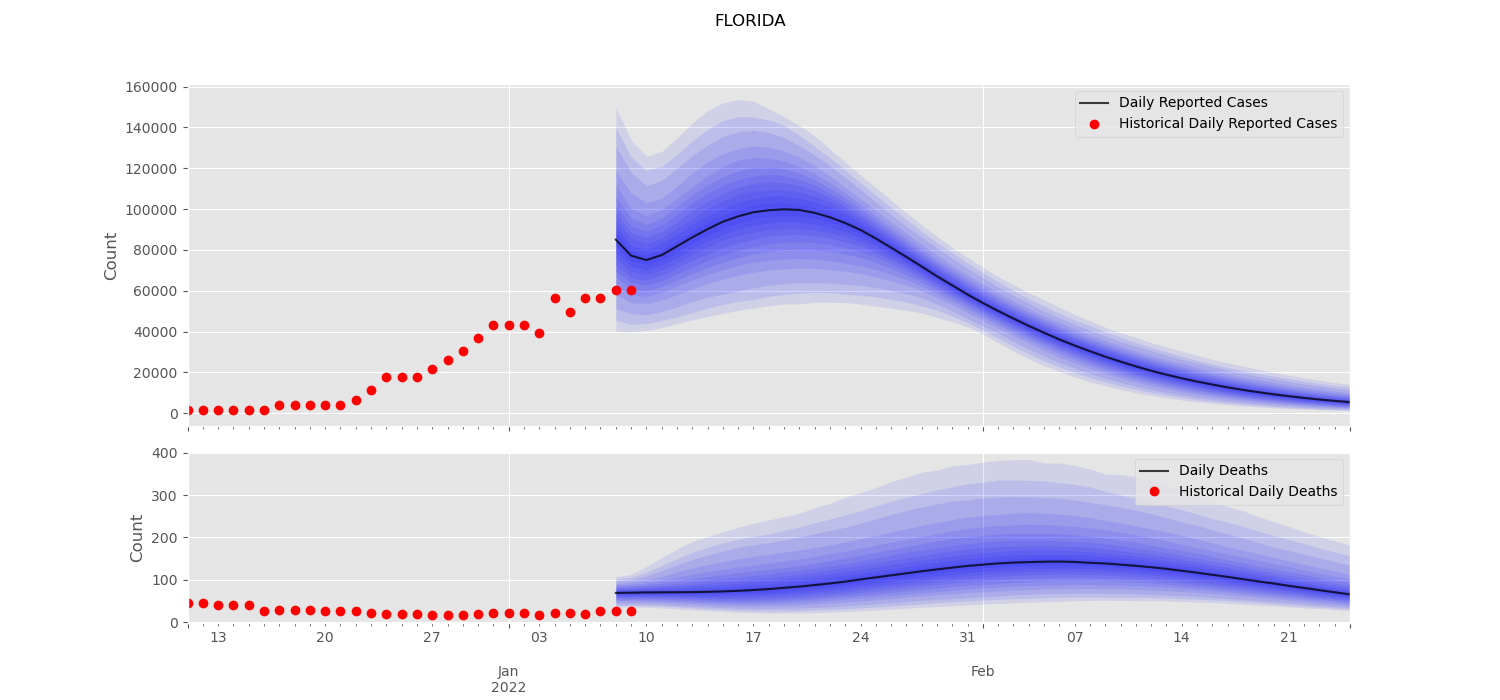 FLORIDA
160000
140000
120000
100000
80000
60000
40000
20000
0
Count
Daily Reported Cases
Historical Daily Reported Cases
400
300
200
100
0
Count
Daily Deaths
Historical Daily Deaths
13 20 27 03 10 17 24 31 07 14 21
Jan Feb
2022